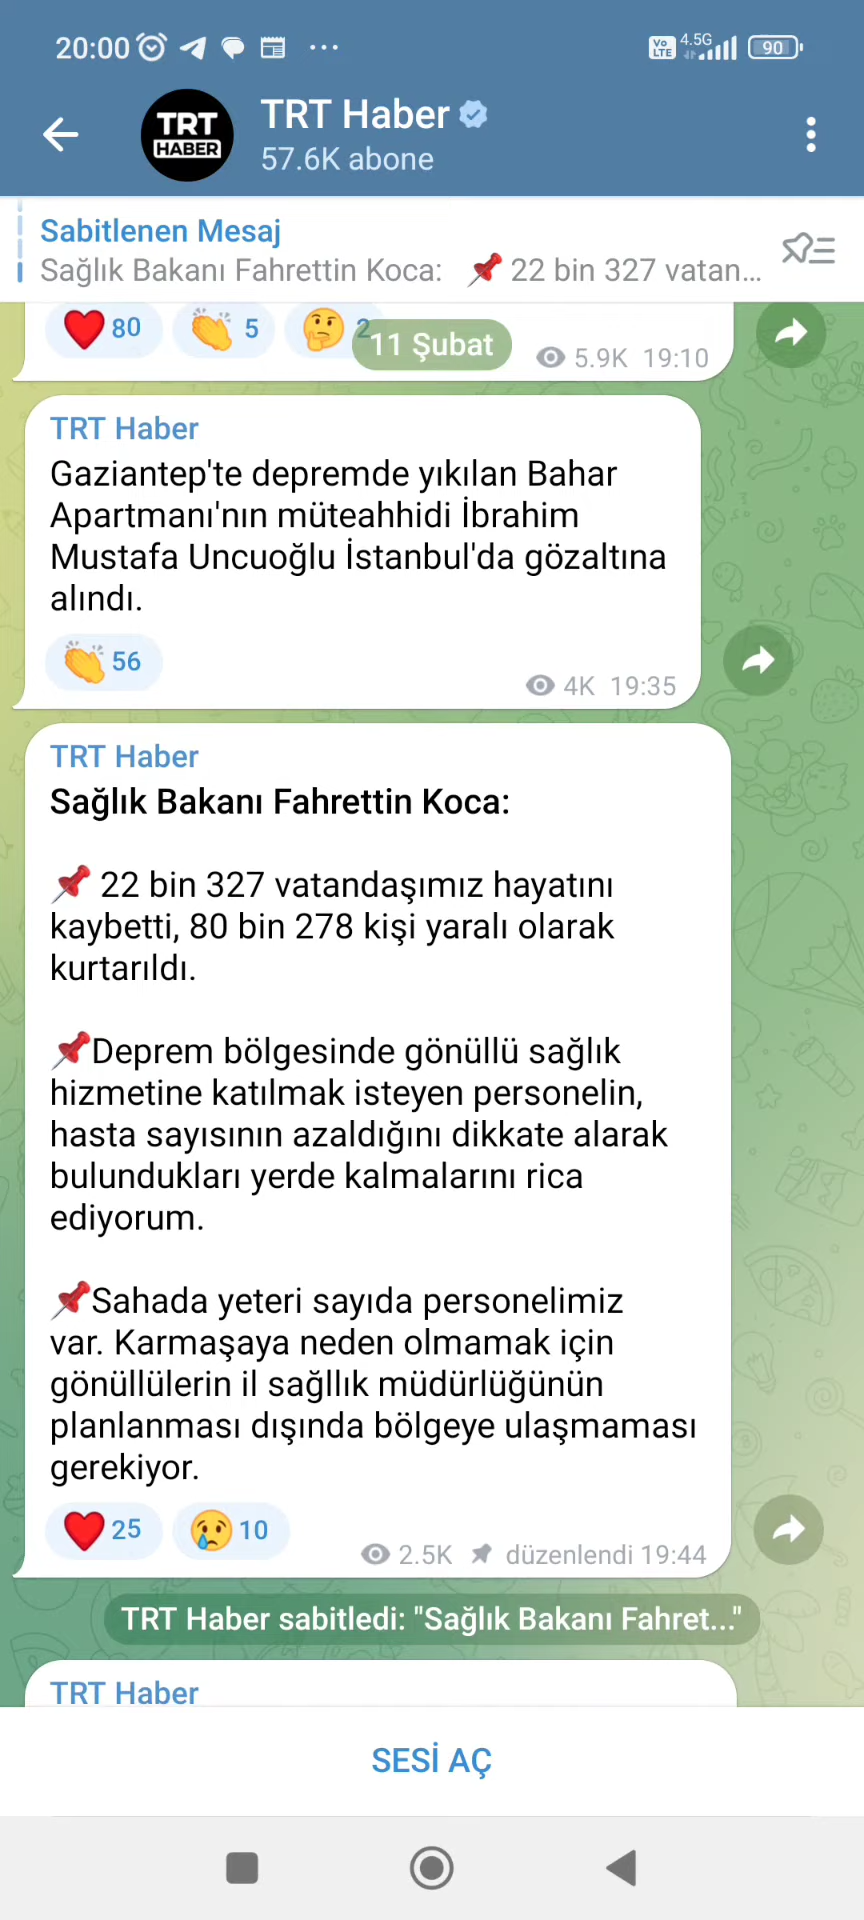 20:00
Vo LTE 4.5G 90
TRT HABER
TRT Haber
57.6K abone
Sabitlenen Mesaj
Sağlık Bakanı Fahrettin Koca: 📌 22 bin 327 vatan...
❤️ 80 👏 5 🤔 2
11 Şubat
5.9K 19:10
TRT Haber
Gaziantep'te depremde yıkılan Bahar
Apartmanı'nın müteahhidi İbrahim
Mustafa Uncuoğlu İstanbul'da gözaltına
alındı.
👏 56
4K 19:35
TRT Haber
Sağlık Bakanı Fahrettin Koca:
📌 22 bin 327 vatandaşımız hayatını
kaybetti, 80 bin 278 kişi yaralı olarak
kurtarıldı.
📌Deprem bölgesinde gönüllü sağlık
hizmetine katılmak isteyen personelin,
hasta sayısının azaldığını dikkate alarak
bulundukları yerde kalmalarını rica
ediyorum.
📌Sahada yeteri sayıda personelimiz
var. Karmaşaya neden olmamak için
gönüllülerin il sağllık müdürlüğünün
planlanması dışında bölgeye ulaşmaması
gerekiyor.
❤️ 25 😢 10
2.5K düzenlendi 19:44
TRT Haber sabitledi: "Sağlık Bakanı Fahret..."
TRT Haber
SESİ AÇ